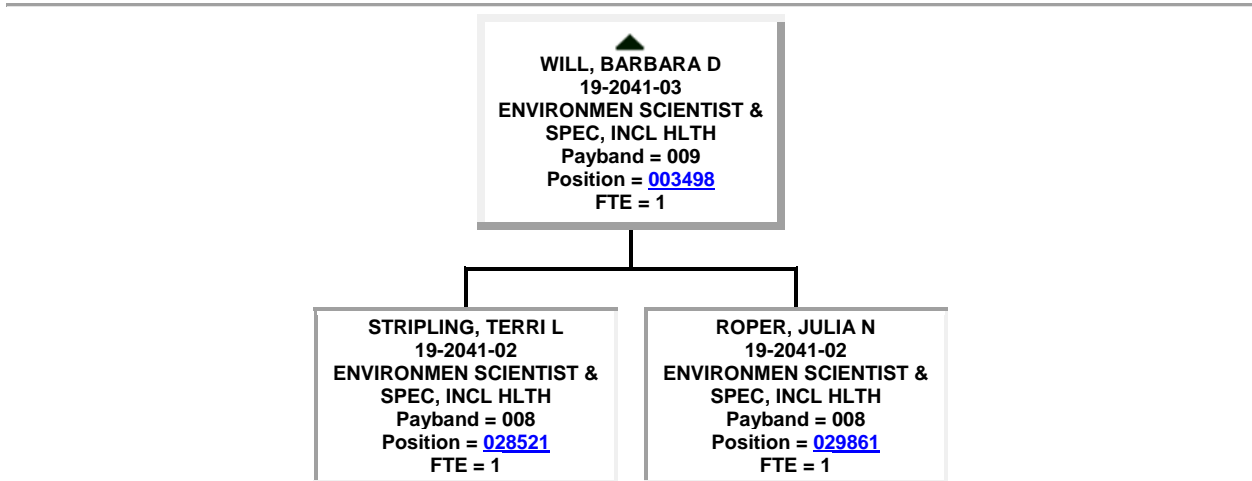 WILL, BARBARA D
19-2041-03
ENVIRONMEN SCIENTIST &
SPEC, INCL HLTH
Payband = 009
Position = 003498
FTE = 1
STRIPLING, TERRI L
19-2041-02
ENVIRONMEN SCIENTIST &
SPEC, INCL HLTH
Payband = 008
Position = 028521
FTE = 1
ROPER, JULIA N
19-2041-02
ENVIRONMEN SCIENTIST &
SPEC, INCL HLTH
Payband = 008
Position = 029861
FTE = 1